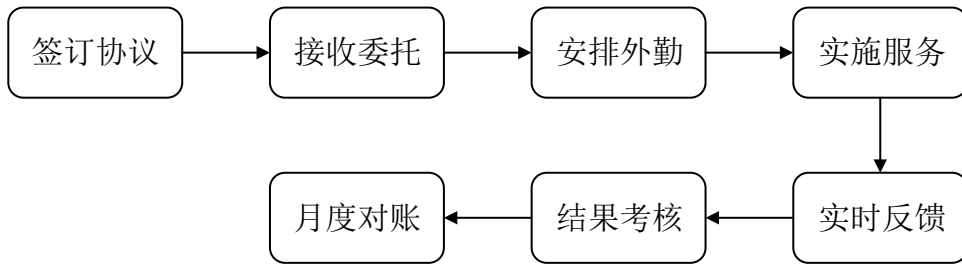 签订协议
接收委托
安排外勤
实施服务
实时反馈
结果考核
月度对账